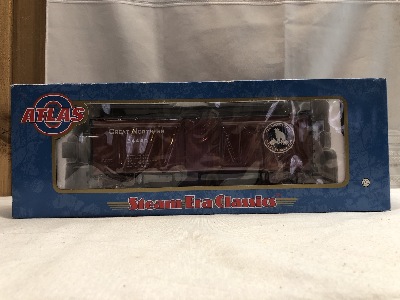 ATLAS
O
GREAT NORTHERN
Steam Era Classics